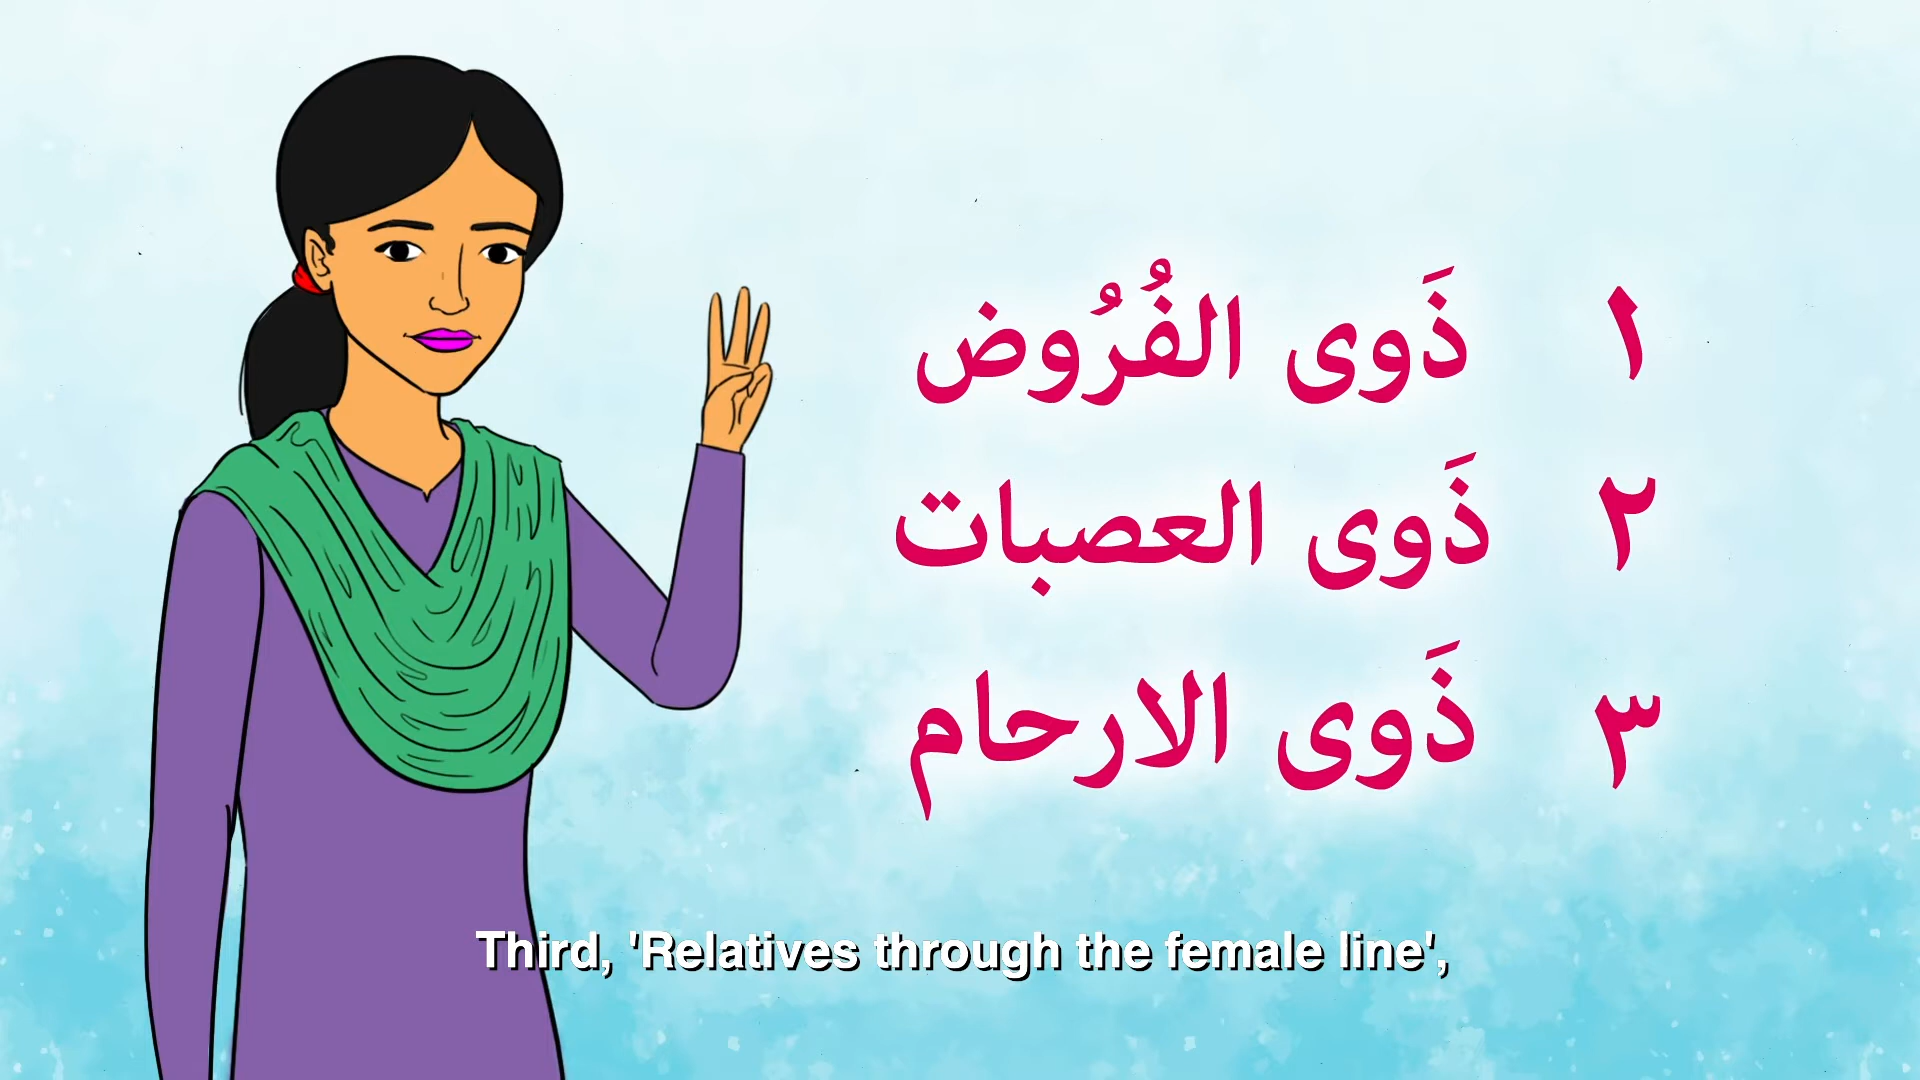 ١ ذَوی الفُرُوض
٢ ذَوی العصبات
٣ ذَوی الارحام
Third, 'Relatives through the female line',